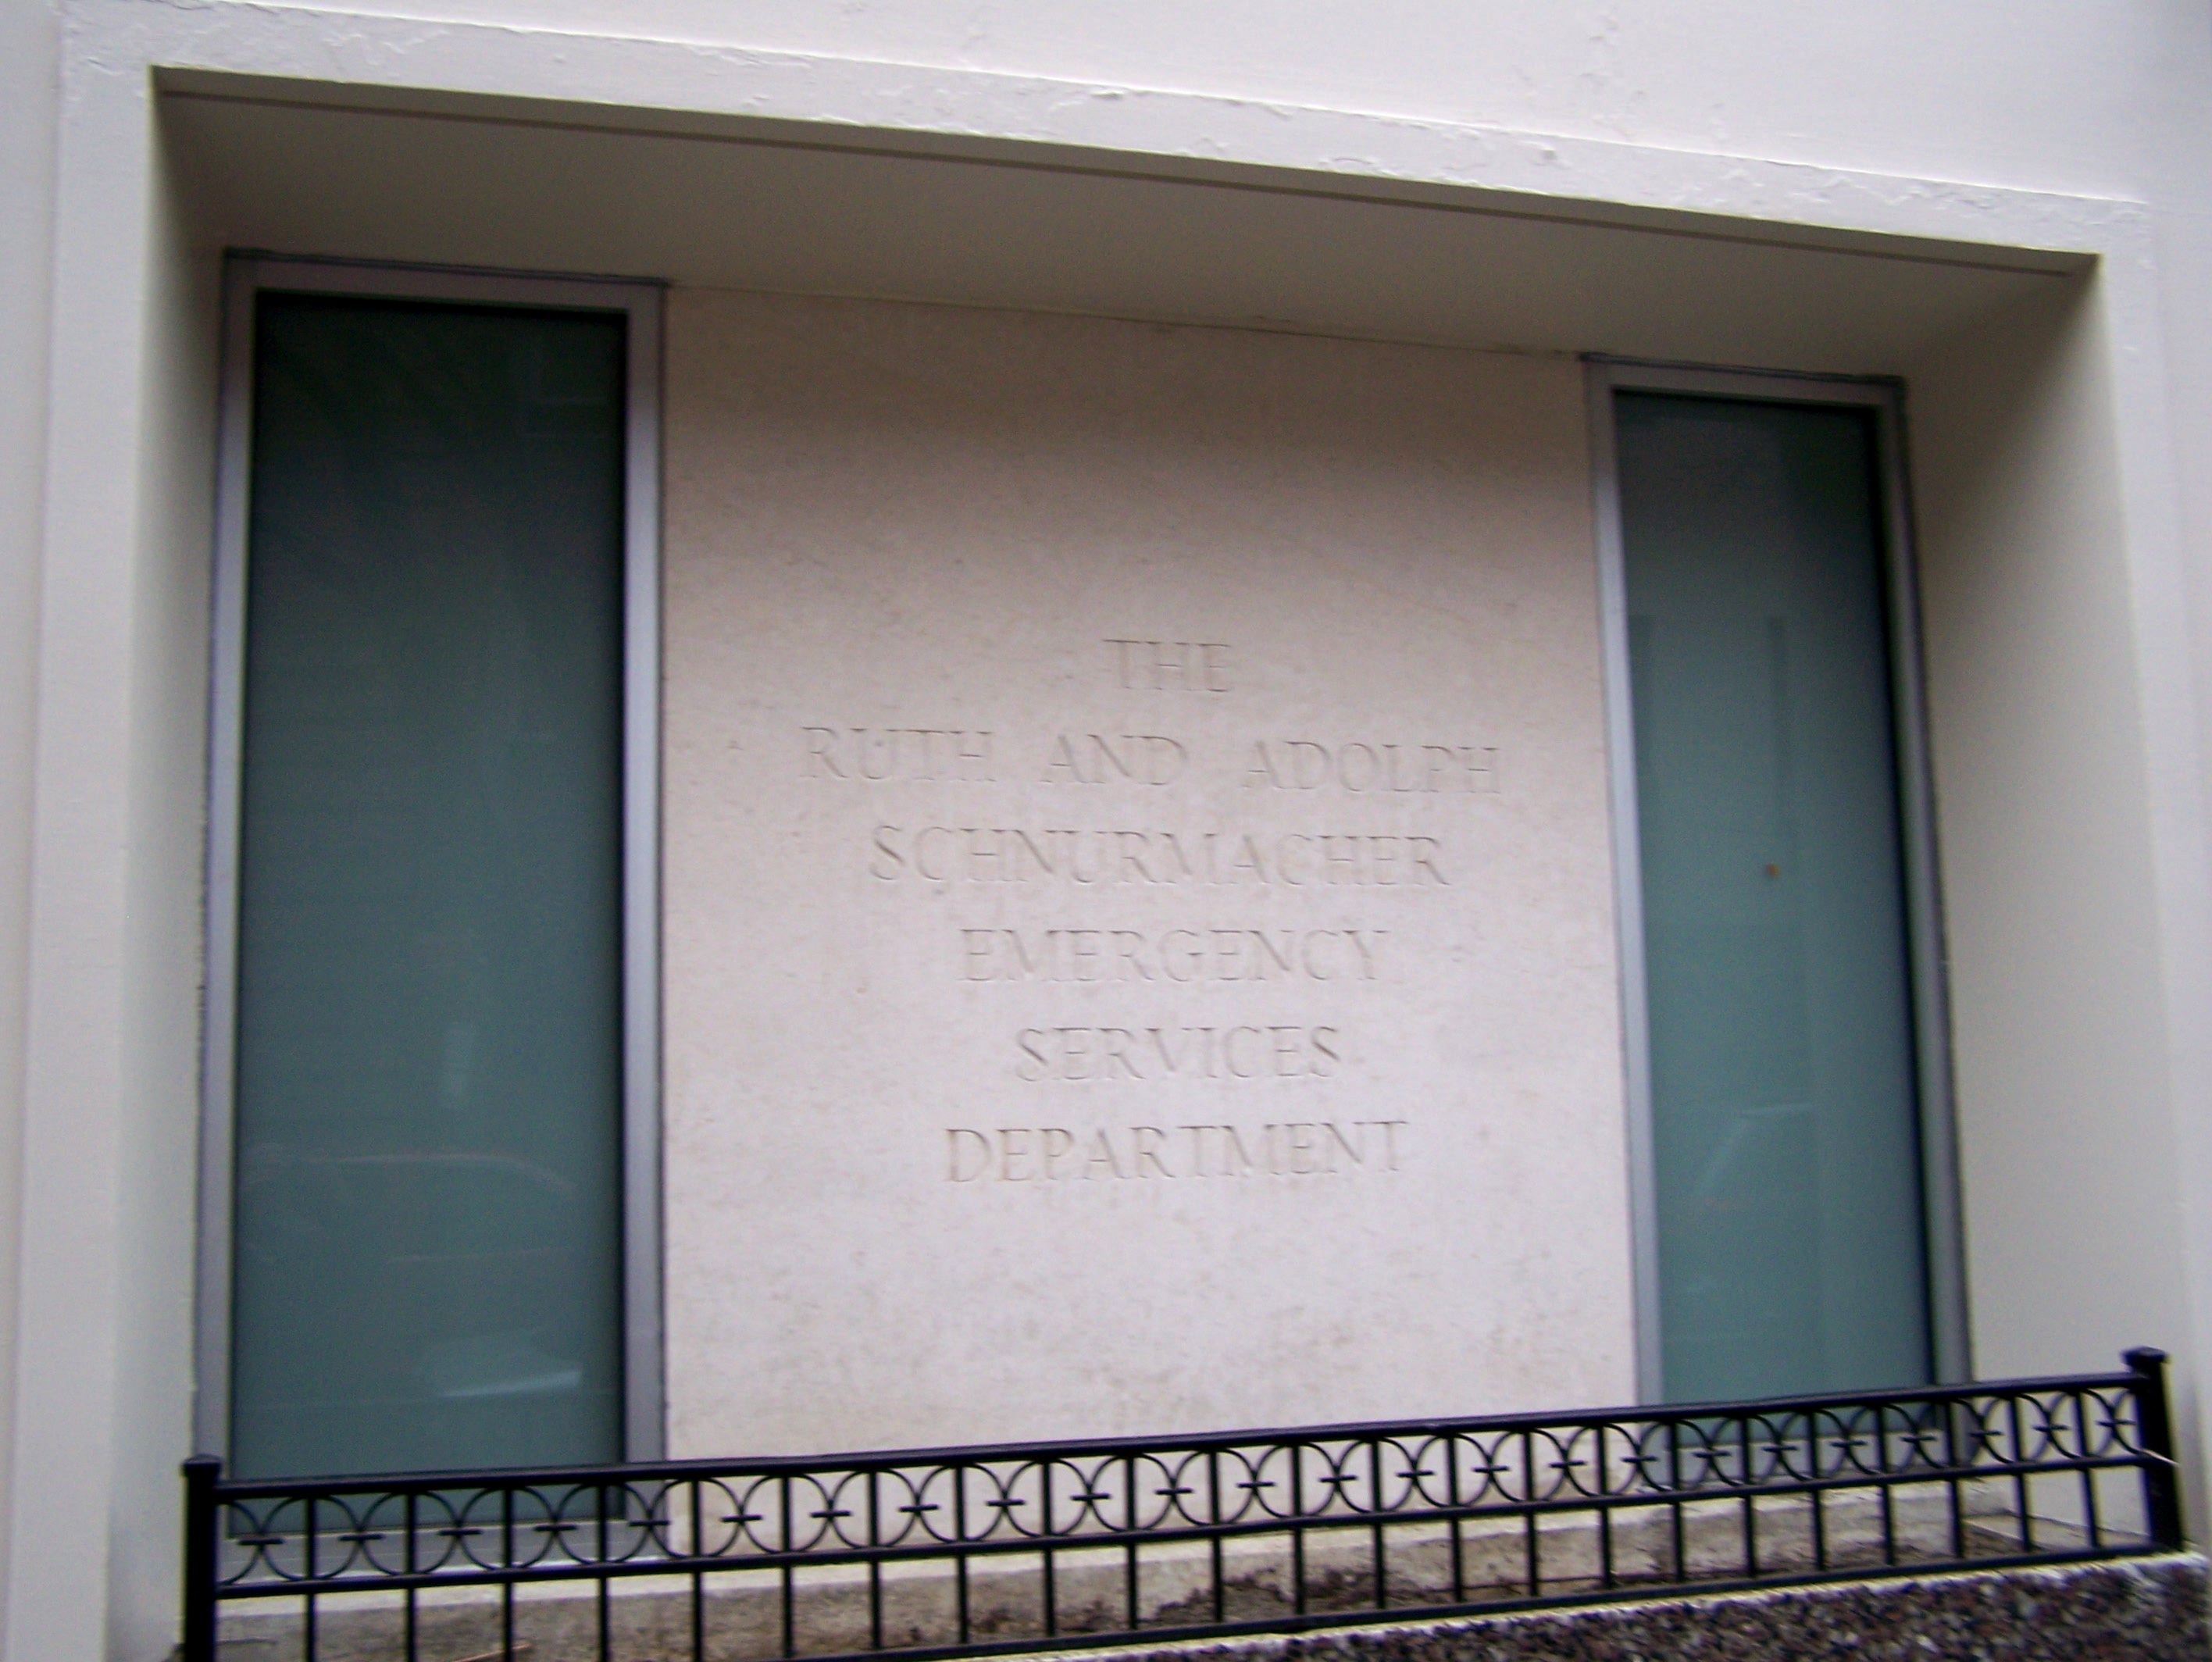 THE
RUTH AND ADOLPH
SCHNURMACHER
EMERGENCY
SERVICES
DEPARTMENT